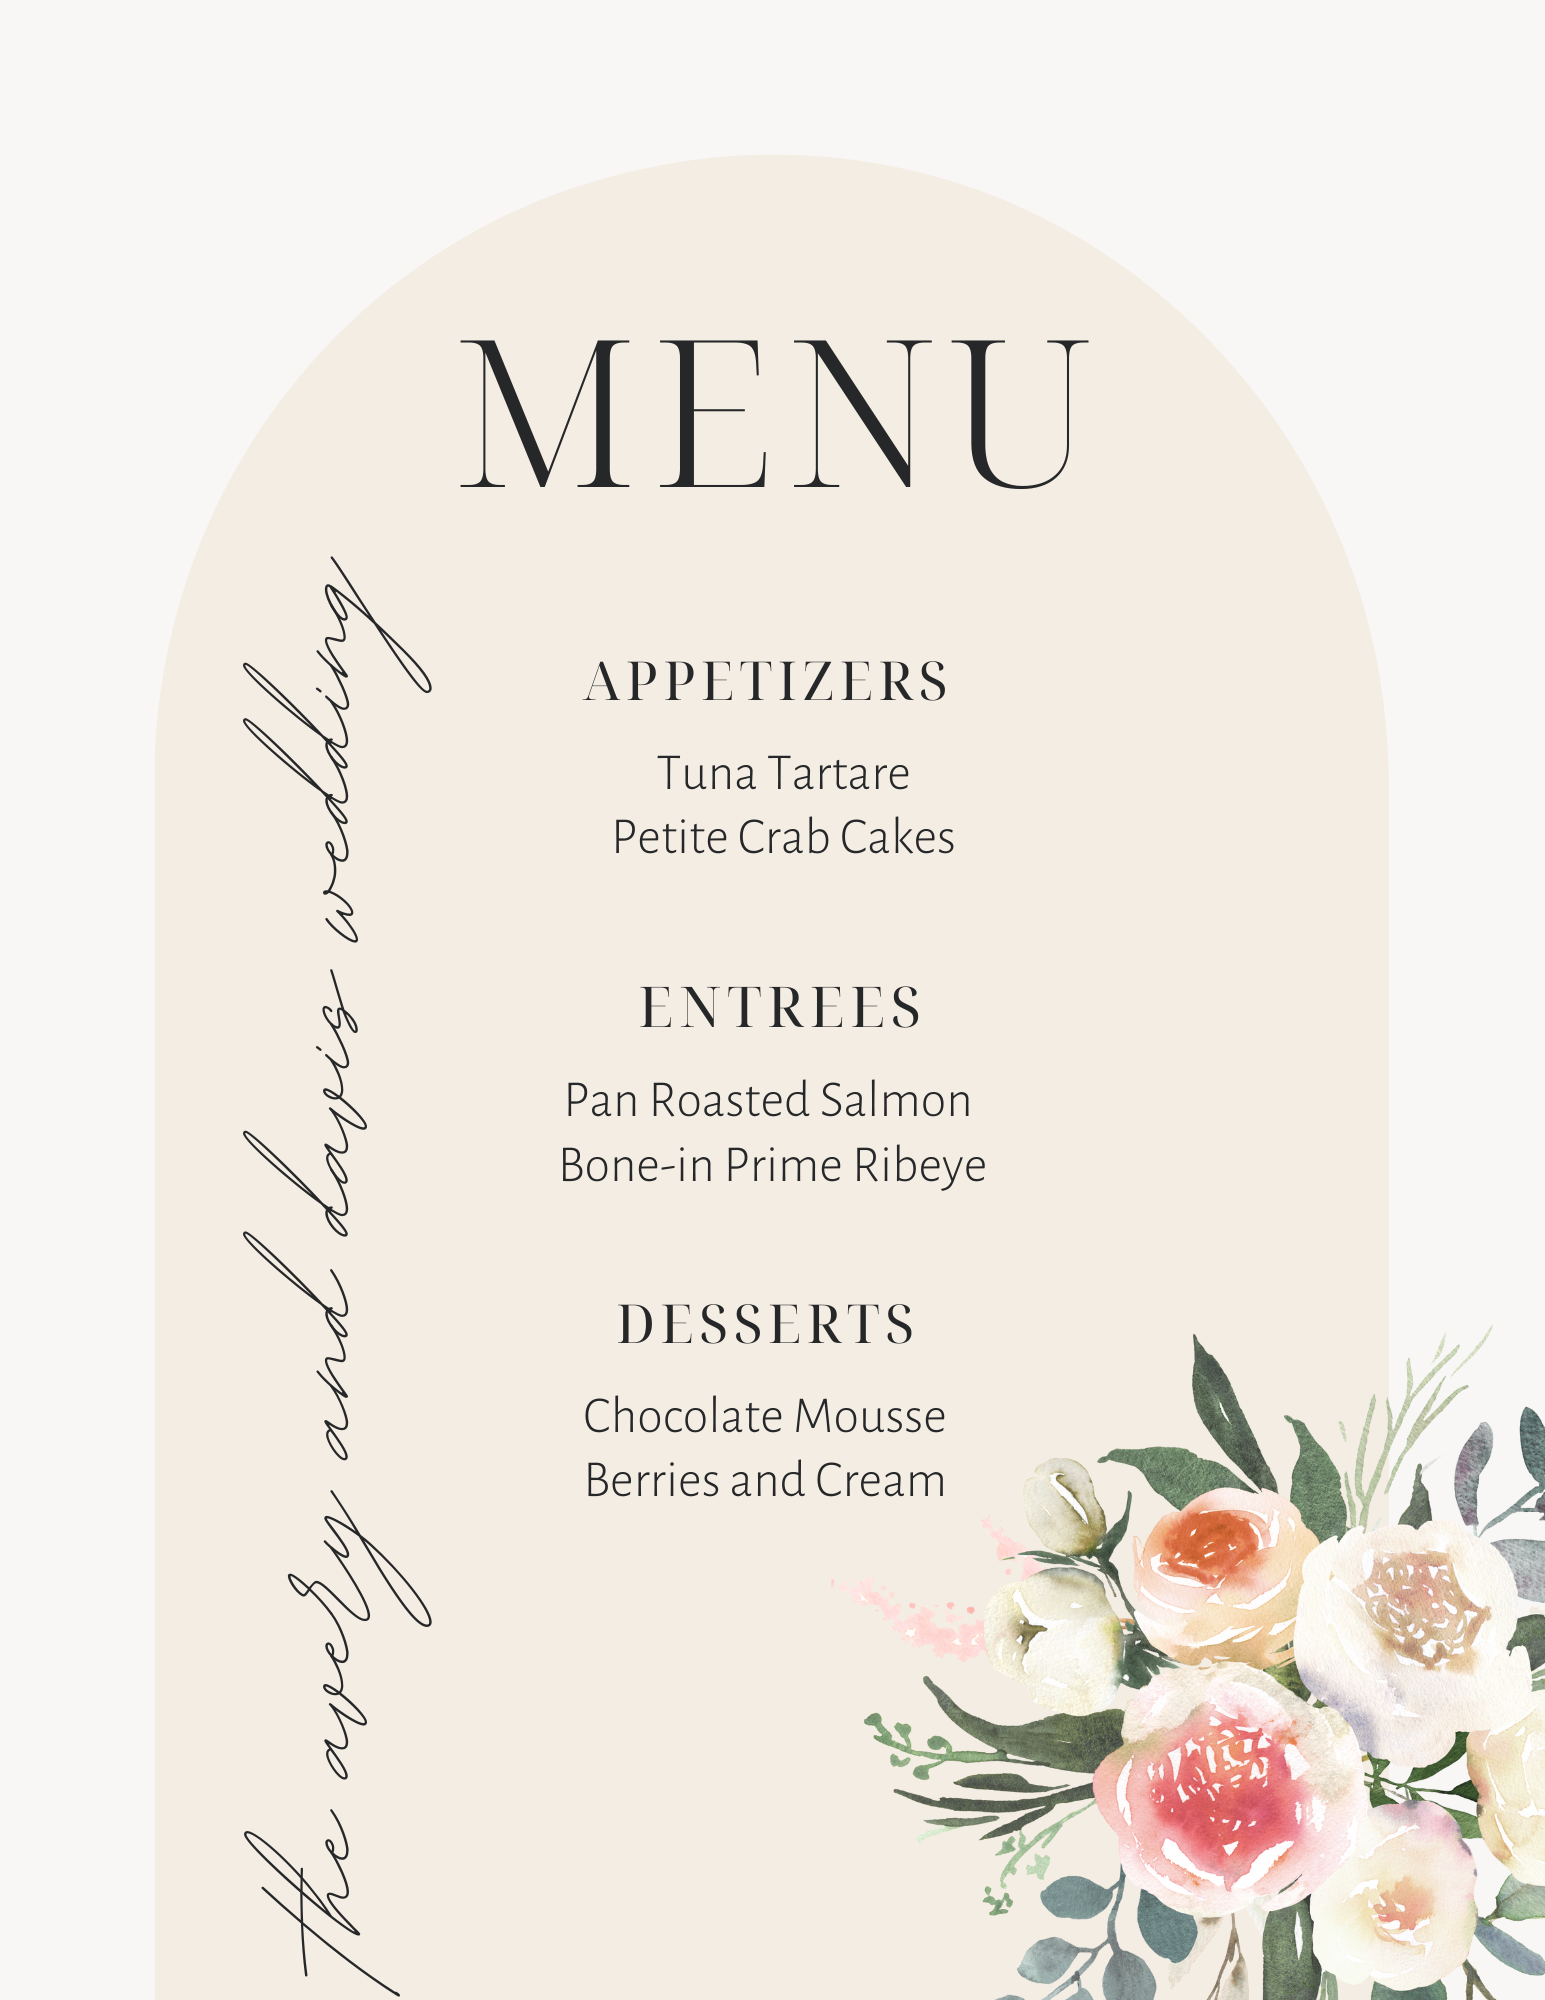 MENU
the avery and davis wedding
APPETIZERS
Tuna Tartare
Petite Crab Cakes
ENTREES
Pan Roasted Salmon
Bone-in Prime Ribeye
DESSERTS
Chocolate Mousse
Berries and Cream